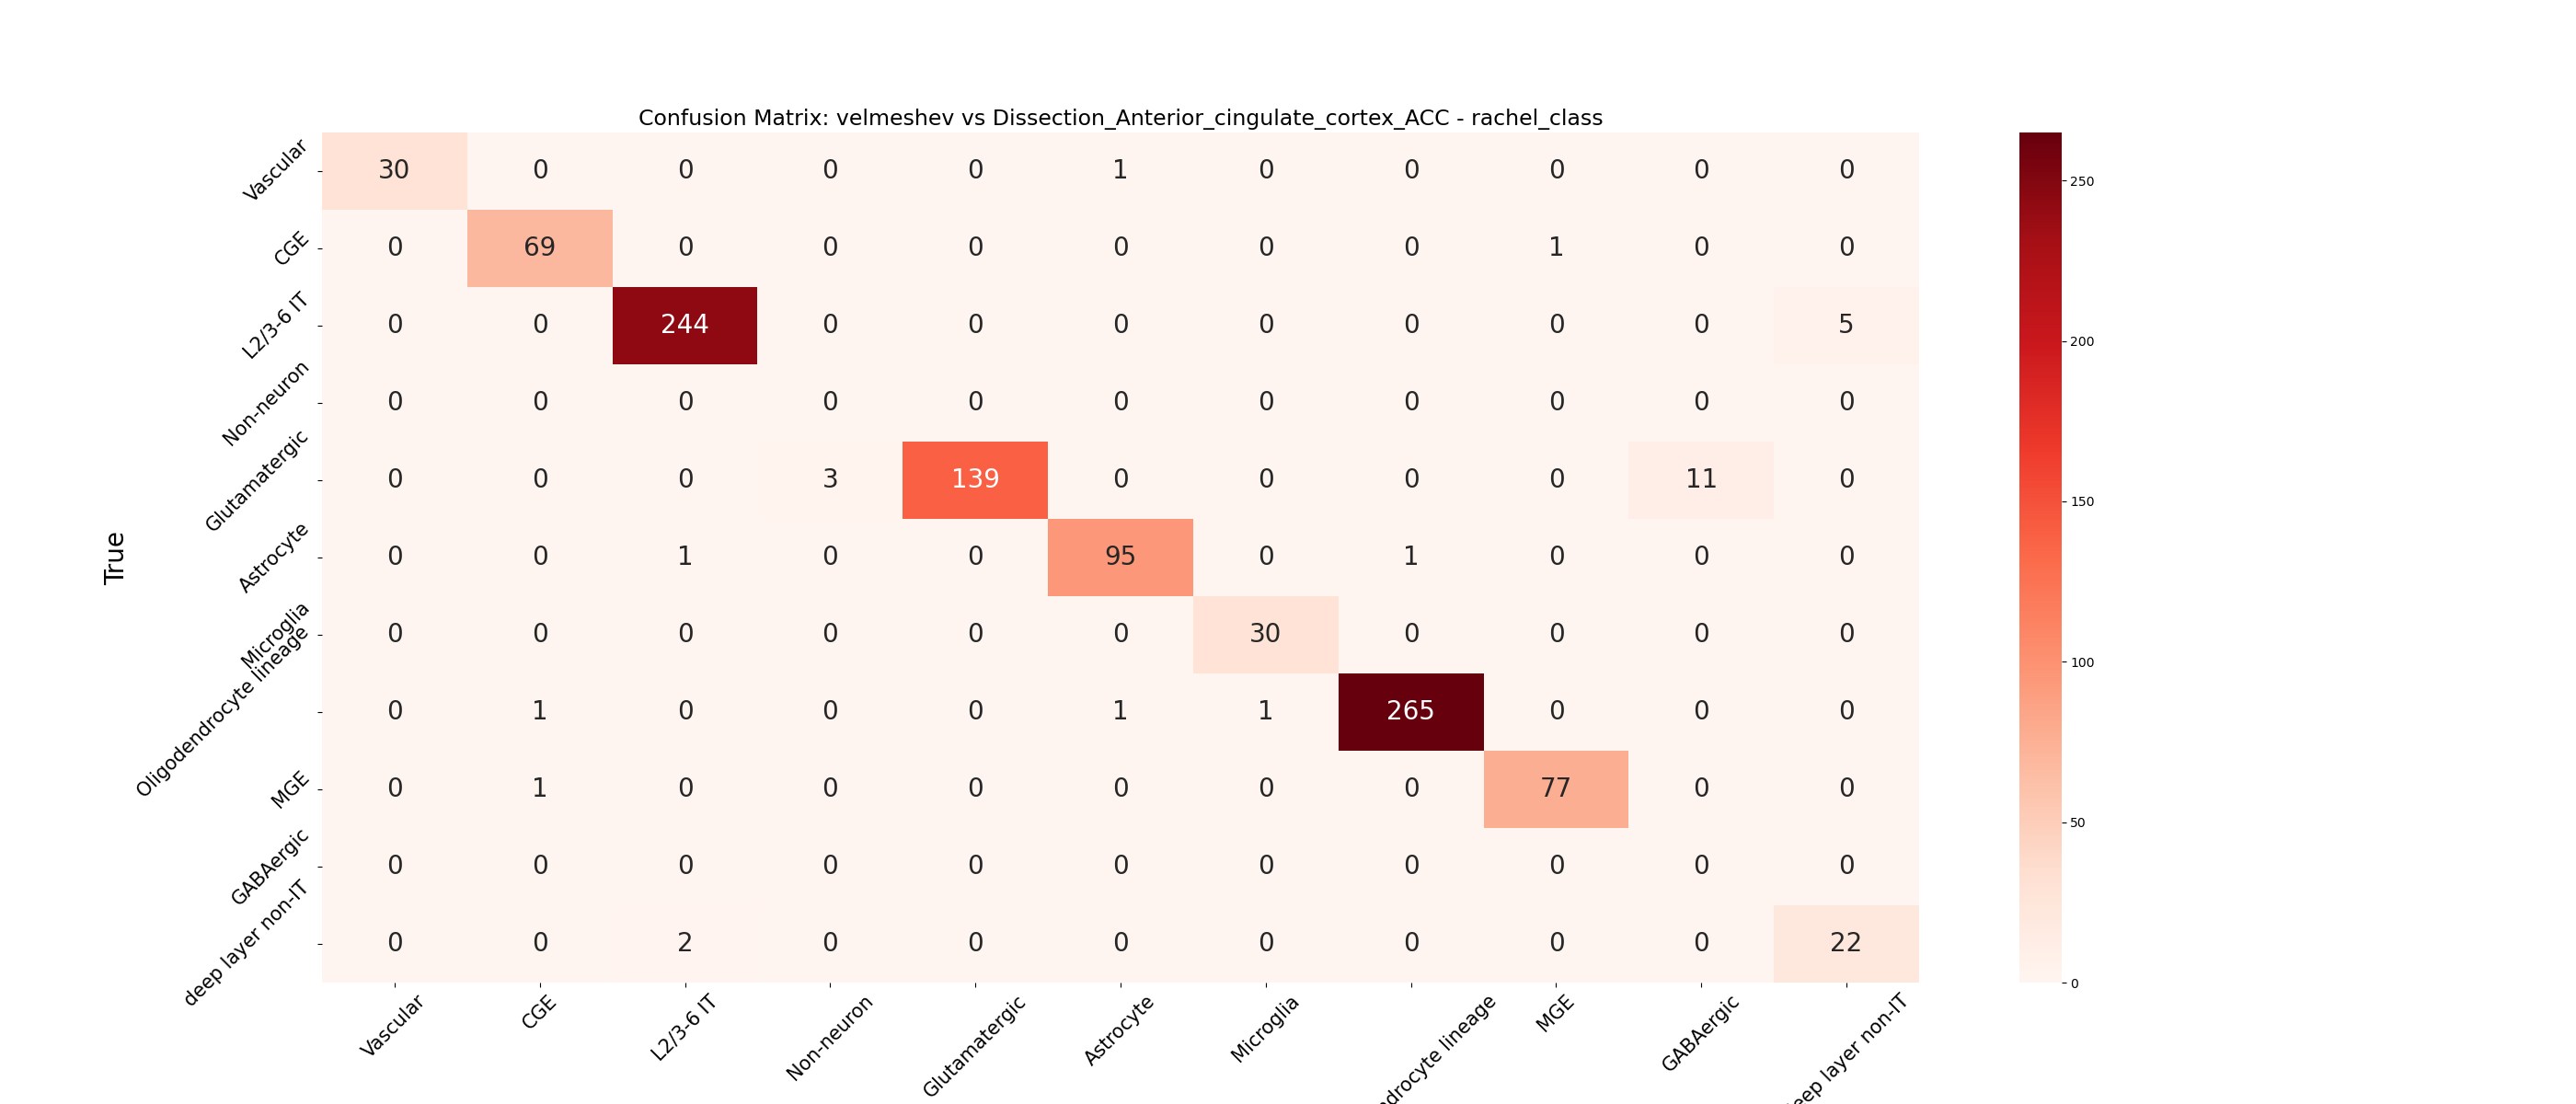 Confusion Matrix: velmeshev vs Dissection_Anterior_cingulate_cortex_ACC - rachel_class
True
Vascular 30 0 0 0 0 1 0 0 0 0 0
CGE 0 69 0 0 0 0 0 0 1 0 0
L2/3-6 IT 0 0 244 0 0 0 0 0 0 0 5
Non-neuron 0 0 0 0 0 0 0 0 0 0 0
Glutamatergic 0 0 0 3 139 0 0 0 0 11 0
Astrocyte 0 0 1 0 0 95 0 1 0 0 0
Microglia 0 0 0 0 0 0 30 0 0 0 0
Oligodendrocyte lineage 0 1 0 0 0 1 1 265 0 0 0
MGE 0 1 0 0 0 0 0 0 77 0 0
GABAergic 0 0 0 0 0 0 0 0 0 0 0
deep layer non-IT 0 0 2 0 0 0 0 0 0 0 22
Vascular CGE L2/3-6 IT Non-neuron Glutamatergic Astrocyte Microglia lineage MGE GABAergic layer non-IT
250
200
150
100
50
0